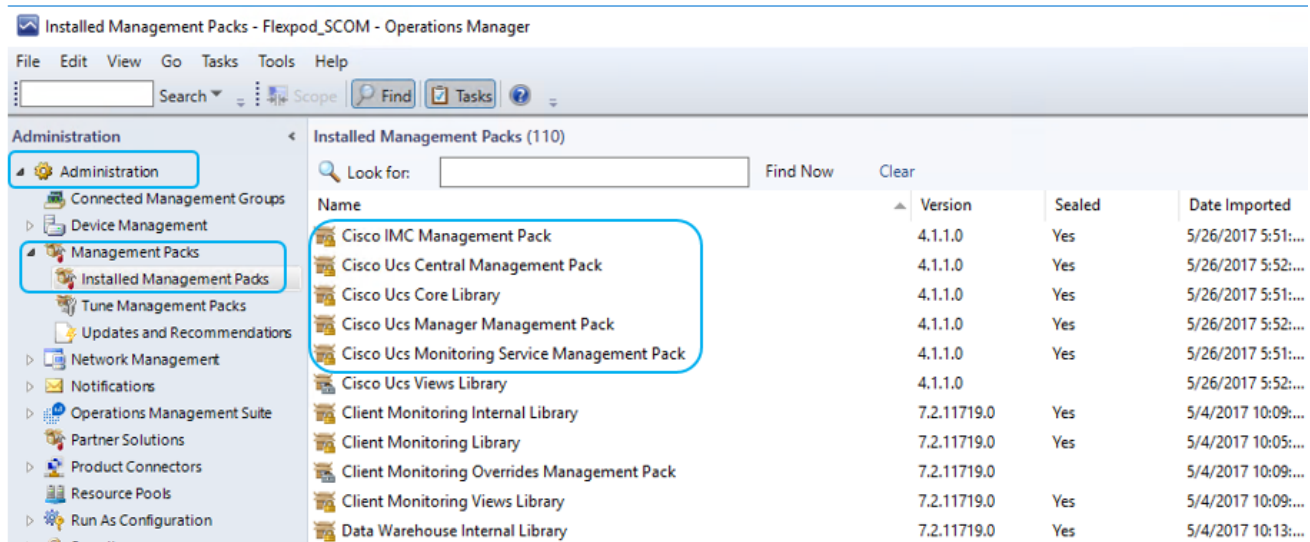 Installed Management Packs - Flexpod_SCOM - Operations Manager
File Edit View Go Tasks Tools Help
Search Scope Find Tasks
Administration
Administration
Connected Management Groups
Device Management
Management Packs
Installed Management Packs
Tune Management Packs
Updates and Recommendations
Network Management
Notifications
Operations Management Suite
Partner Solutions
Product Connectors
Resource Pools
Run As Configuration
Installed Management Packs (110)
Look for: Find Now Clear
Name Version Sealed Date Imported
Cisco IMC Management Pack 4.1.1.0 Yes 5/26/2017 5:51:...
Cisco Ucs Central Management Pack 4.1.1.0 Yes 5/26/2017 5:52:...
Cisco Ucs Core Library 4.1.1.0 Yes 5/26/2017 5:51:...
Cisco Ucs Manager Management Pack 4.1.1.0 Yes 5/26/2017 5:52:...
Cisco Ucs Monitoring Service Management Pack 4.1.1.0 Yes 5/26/2017 5:51:...
Cisco Ucs Views Library 4.1.1.0 5/26/2017 5:52:...
Client Monitoring Internal Library 7.2.11719.0 Yes 5/4/2017 10:09:...
Client Monitoring Library 7.2.11719.0 Yes 5/4/2017 10:05:...
Client Monitoring Overrides Management Pack 7.2.11719.0 5/4/2017 10:09:...
Client Monitoring Views Library 7.2.11719.0 Yes 5/4/2017 10:09:...
Data Warehouse Internal Library 7.2.11719.0 Yes 5/4/2017 10:13:...